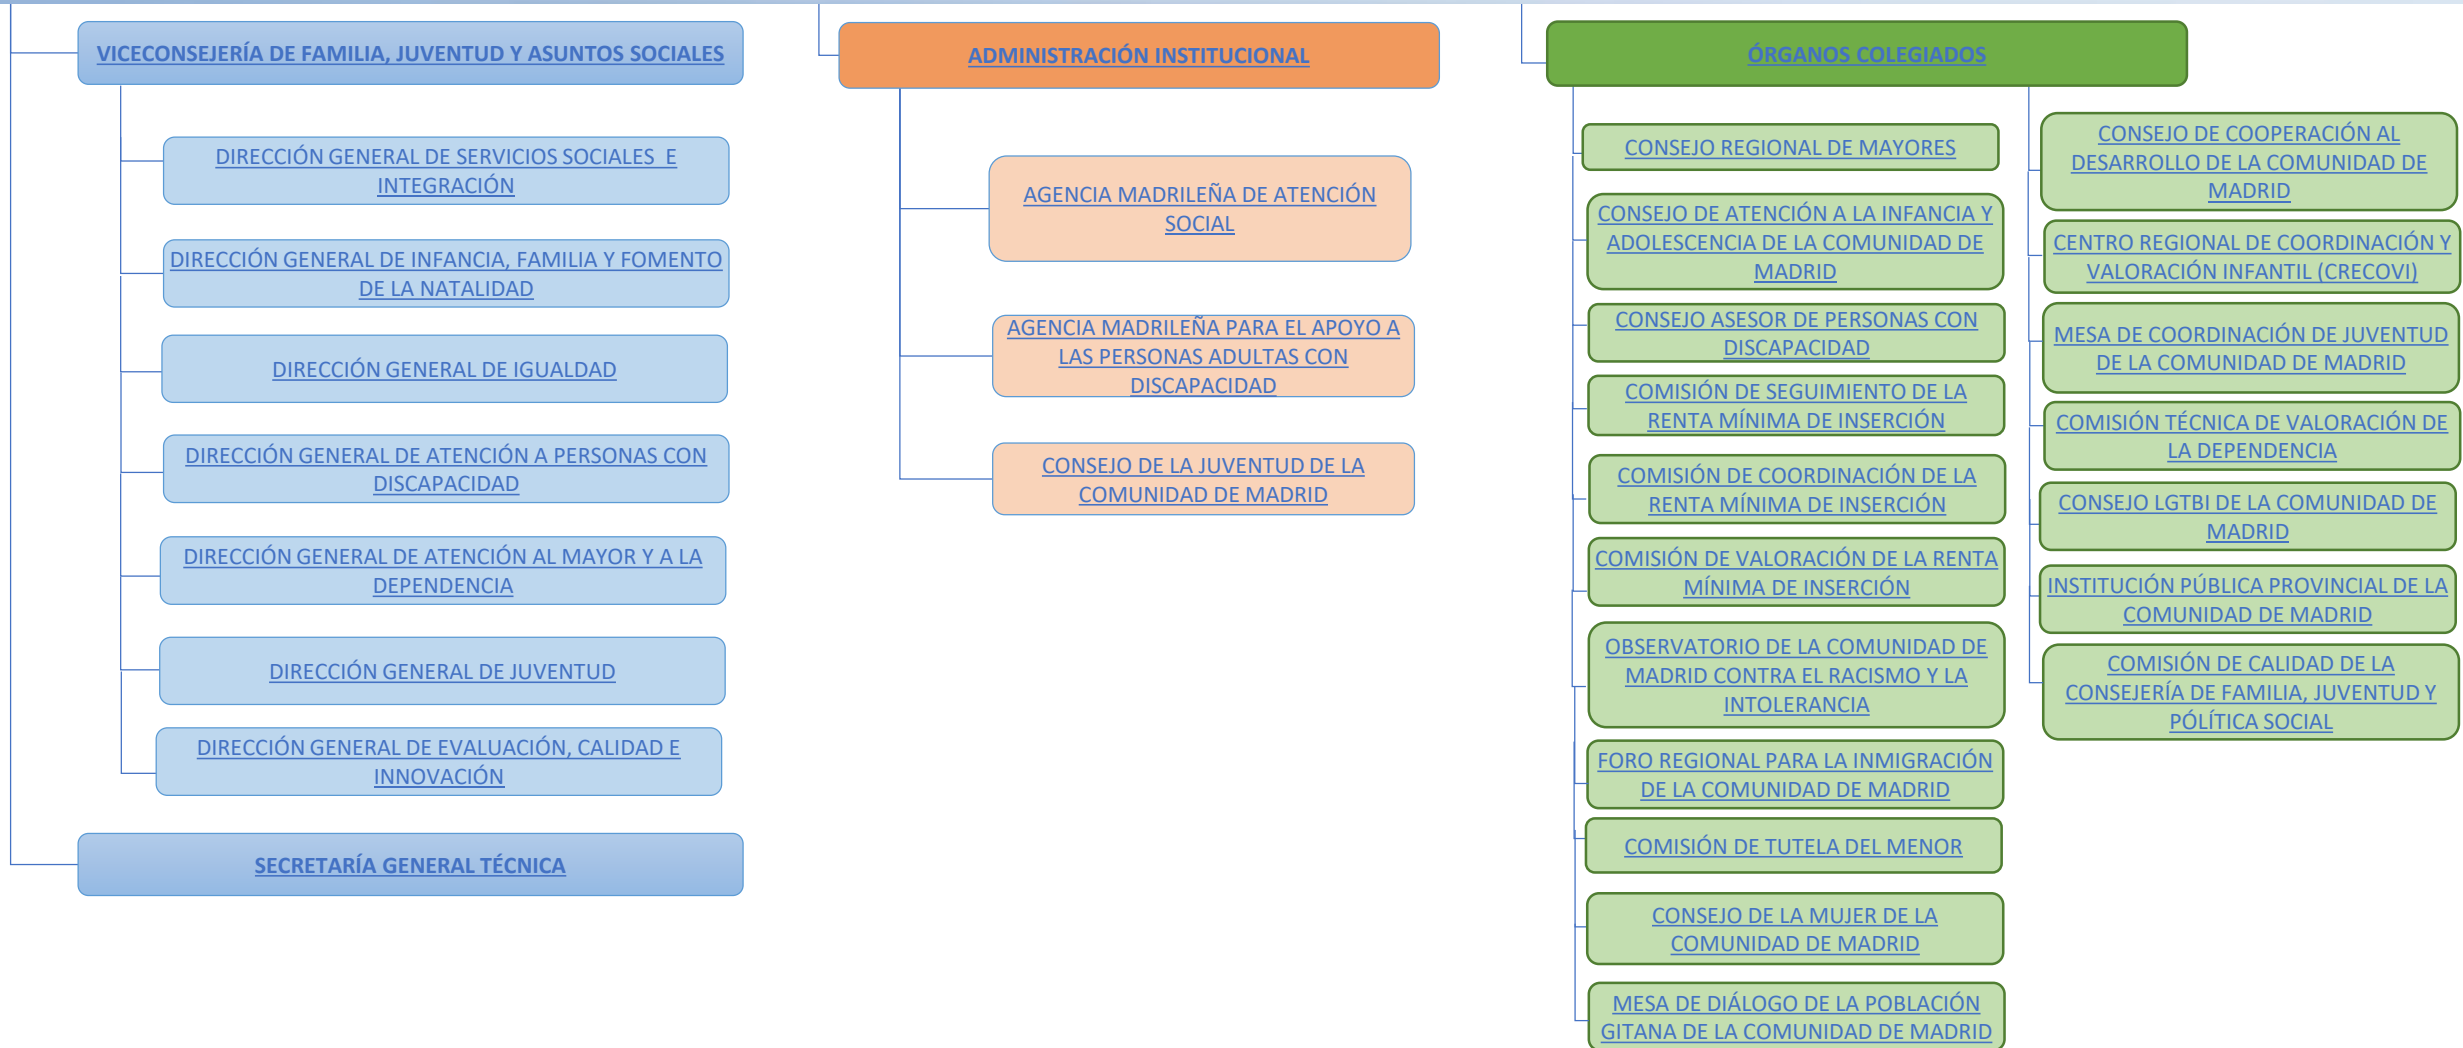 VICECONSEJERÍA DE FAMILIA, JUVENTUD Y ASUNTOS SOCIALES
DIRECCIÓN GENERAL DE SERVICIOS SOCIALES E
INTEGRACIÓN
DIRECCIÓN GENERAL DE INFANCIA, FAMILIA Y FOMENTO
DE LA NATALIDAD
DIRECCIÓN GENERAL DE IGUALDAD
DIRECCIÓN GENERAL DE ATENCIÓN A PERSONAS CON
DISCAPACIDAD
DIRECCIÓN GENERAL DE ATENCIÓN AL MAYOR Y A LA
DEPENDENCIA
DIRECCIÓN GENERAL DE JUVENTUD
DIRECCIÓN GENERAL DE EVALUACIÓN, CALIDAD E
INNOVACIÓN
SECRETARÍA GENERAL TÉCNICA
ADMINISTRACIÓN INSTITUCIONAL
AGENCIA MADRILEÑA DE ATENCIÓN
SOCIAL
AGENCIA MADRILEÑA PARA EL APOYO A
LAS PERSONAS ADULTAS CON
DISCAPACIDAD
CONSEJO DE LA JUVENTUD DE LA
COMUNIDAD DE MADRID
ÓRGANOS COLEGIADOS
CONSEJO REGIONAL DE MAYORES
CONSEJO DE ATENCIÓN A LA INFANCIA Y
ADOLESCENCIA DE LA COMUNIDAD DE
MADRID
CONSEJO ASESOR DE PERSONAS CON
DISCAPACIDAD
COMISIÓN DE SEGUIMIENTO DE LA
RENTA MÍNIMA DE INSERCIÓN
COMISIÓN DE COORDINACIÓN DE LA
RENTA MÍNIMA DE INSERCIÓN
COMISIÓN DE VALORACIÓN DE LA RENTA
MÍNIMA DE INSERCIÓN
OBSERVATORIO DE LA COMUNIDAD DE
MADRID CONTRA EL RACISMO Y LA
INTOLERANCIA
FORO REGIONAL PARA LA INMIGRACIÓN
DE LA COMUNIDAD DE MADRID
COMISIÓN DE TUTELA DEL MENOR
CONSEJO DE LA MUJER DE LA
COMUNIDAD DE MADRID
MESA DE DIÁLOGO DE LA POBLACIÓN
GITANA DE LA COMUNIDAD DE MADRID
CONSEJO DE COOPERACIÓN AL
DESARROLLO DE LA COMUNIDAD DE
MADRID
CENTRO REGIONAL DE COORDINACIÓN Y
VALORACIÓN INFANTIL (CRECOVI)
MESA DE COORDINACIÓN DE JUVENTUD
DE LA COMUNIDAD DE MADRID
COMISIÓN TÉCNICA DE VALORACIÓN DE
LA DEPENDENCIA
CONSEJO LGTBI DE LA COMUNIDAD DE
MADRID
INSTITUCIÓN PÚBLICA PROVINCIAL DE LA
COMUNIDAD DE MADRID
COMISIÓN DE CALIDAD DE LA
CONSEJERÍA DE FAMILIA, JUVENTUD Y
PÓLÍTICA SOCIAL